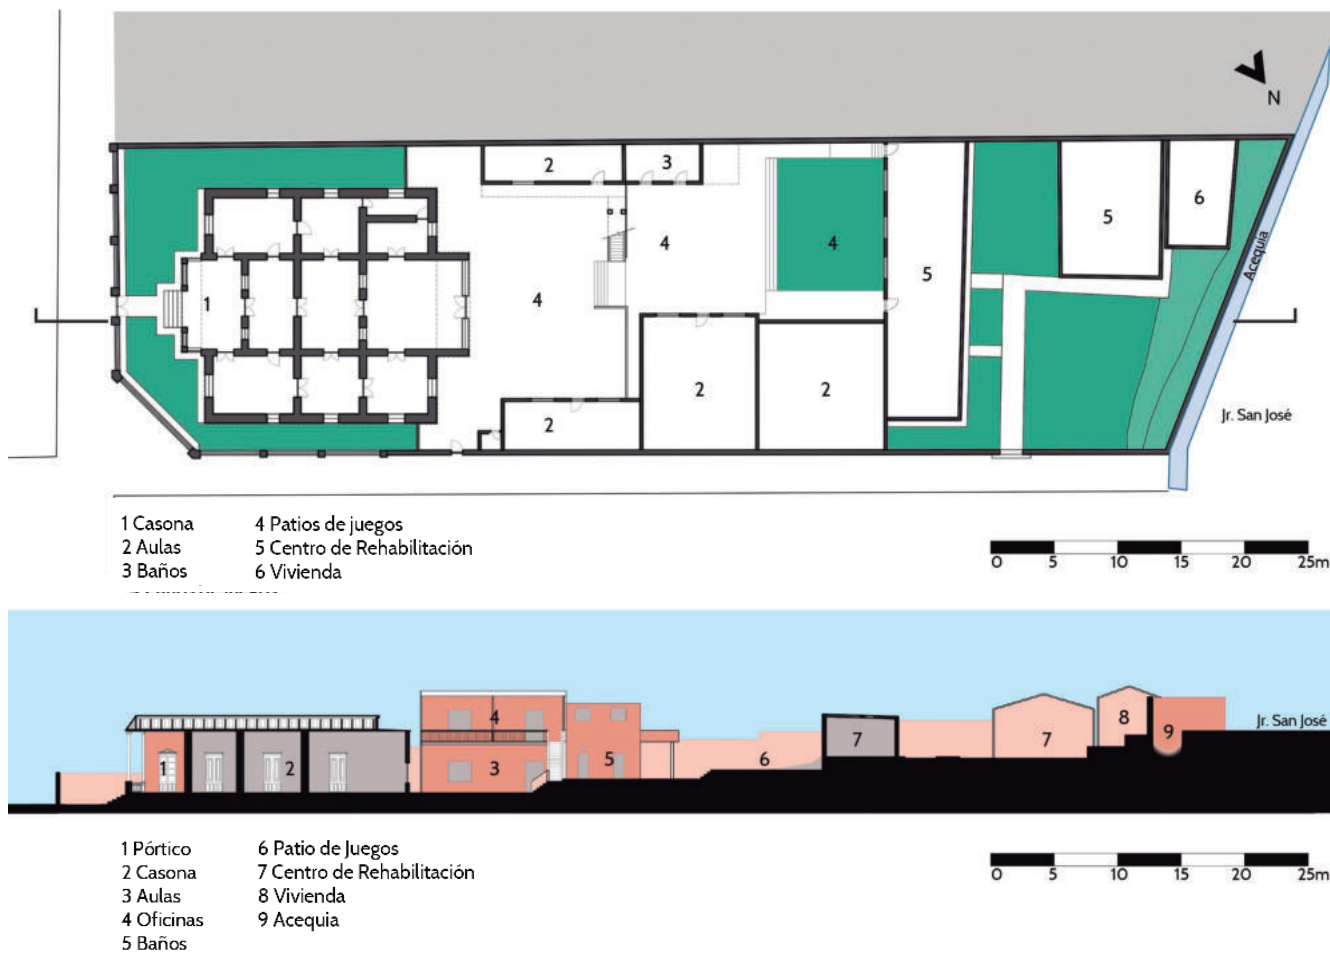 N
2
3
6
5
4
4
5
Acequia
1
4
2
2
2
Jr. San José
1 Casona
2 Aulas
3 Baños
4 Patios de juegos
5 Centro de Rehabilitación
6 Vivienda
0 5 10 15 20 25m
4
8
9
Jr. San José
1
2
3
5
6
7
7
1 Pórtico
2 Casona
3 Aulas
4 Oficinas
5 Baños
6 Patio de Juegos
7 Centro de Rehabilitación
8 Vivienda
9 Acequia
0 5 10 15 20 25m